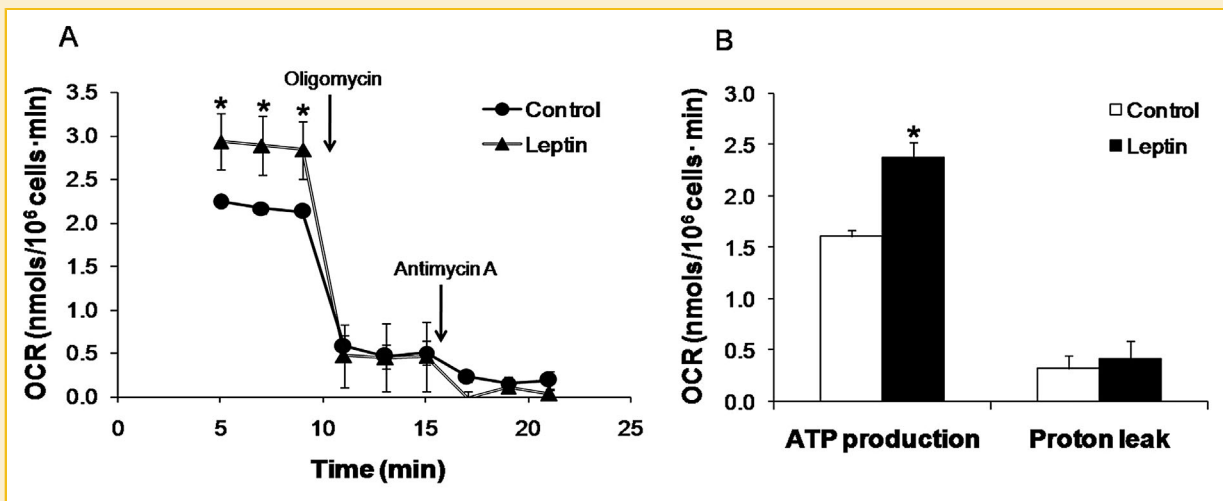 A
OCR (nmols/10⁶ cells·min)
3.5
3.0
2.5
2.0
1.5
1.0
0.5
0.0
* * *
Oligomycin
Antimycin A
Control
Leptin
0 5 10 15 20 25
Time (min)
B
OCR (nmols/10⁶ cells· min)
3.0
2.5
2.0
1.5
1.0
0.5
0.0
*
Control
Leptin
ATP production Proton leak